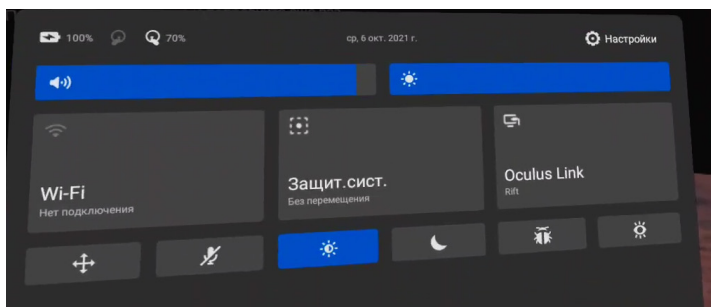 100% 70% ср, 6 окт. 2021 г. Настройки
Wi-Fi
Нет подключения
Защит.сист.
Без перемещения
Oculus Link
Rift